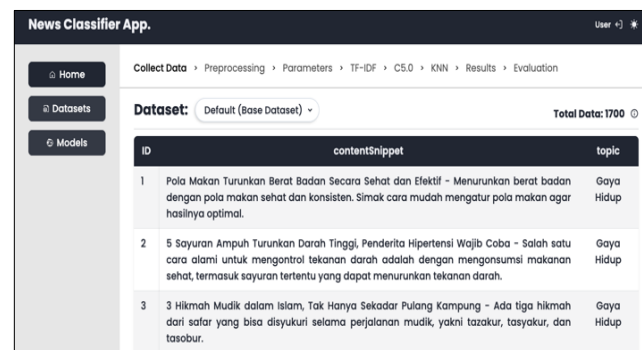 News Classifier App.
User
Home
Datasets
Models
Collect Data > Preprocessing > Parameters > TF-IDF > C5.0 > KNN > Results > Evaluation
Dataset: Default (Base Dataset)
Total Data: 1700
ID contentSnippet topic
1 Pola Makan Turunkan Berat Badan Secara Sehat dan Efektif - Menurunkan berat badan Gaya
dengan pola makan sehat dan konsisten. Simak cara mudah mengatur pola makan agar Hidup
hasilnya optimal.
2 5 Sayuran Ampuh Turunkan Darah Tinggi, Penderita Hipertensi Wajib Coba - Salah satu Gaya
cara alami untuk mengontrol tekanan darah adalah dengan mengonsumsi makanan Hidup
sehat, termasuk sayuran tertentu yang dapat menurunkan tekanan darah.
3 3 Hikmah Mudik dalam Islam, Tak Hanya Sekadar Pulang Kampung - Ada tiga hikmah Gaya
dari safar yang bisa disyukuri selama perjalanan mudik, yakni tazakur, tasyakur, dan Hidup
tasobur.